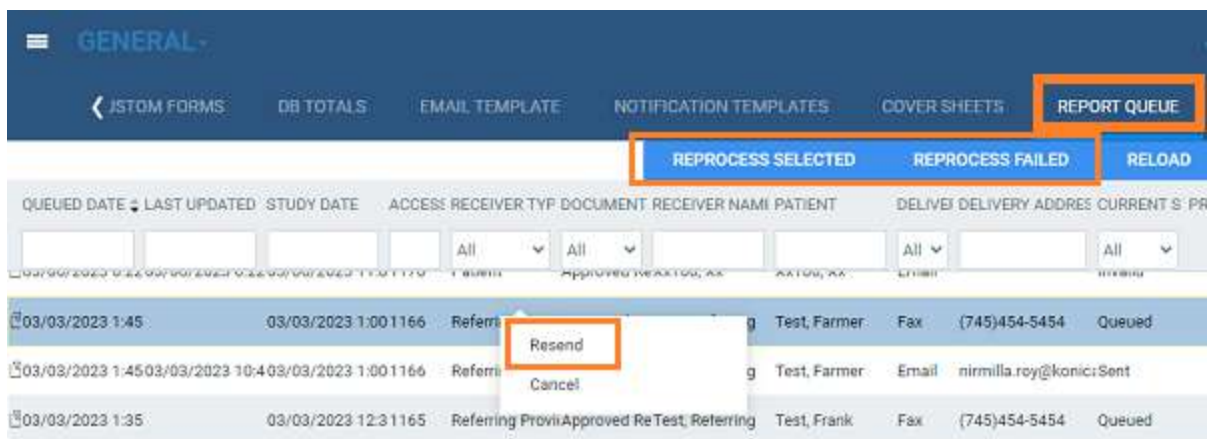 GENERAL
JSTOM FORMS DB TOTALS EMAIL TEMPLATE NOTIFICATION TEMPLATES COVER SHEETS REPORT QUEUE
REPROCESS SELECTED REPROCESS FAILED RELOAD
QUEUED DATE LAST UPDATED STUDY DATE ACCESS RECEIVER TYP DOCUMENT RECEIVER NAM PATIENT DELIVE DELIVERY ADDRES CURRENT S PR
All All All All
03/03/2023 1:45 03/03/2023 1:00 1166 Referri g Test, Farmer Fax (745)454-5454 Queued
Resend
03/03/2023 1:45 03/03/2023 10:4 03/03/2023 1:00 1166 Referri g Test, Farmer Email nirmilla.roy@konic Sent
Cancel
03/03/2023 1:35 03/03/2023 12:3 1165 Referring Provi Approved Re Test, Referring Test, Frank Fax (745)454-5454 Queued